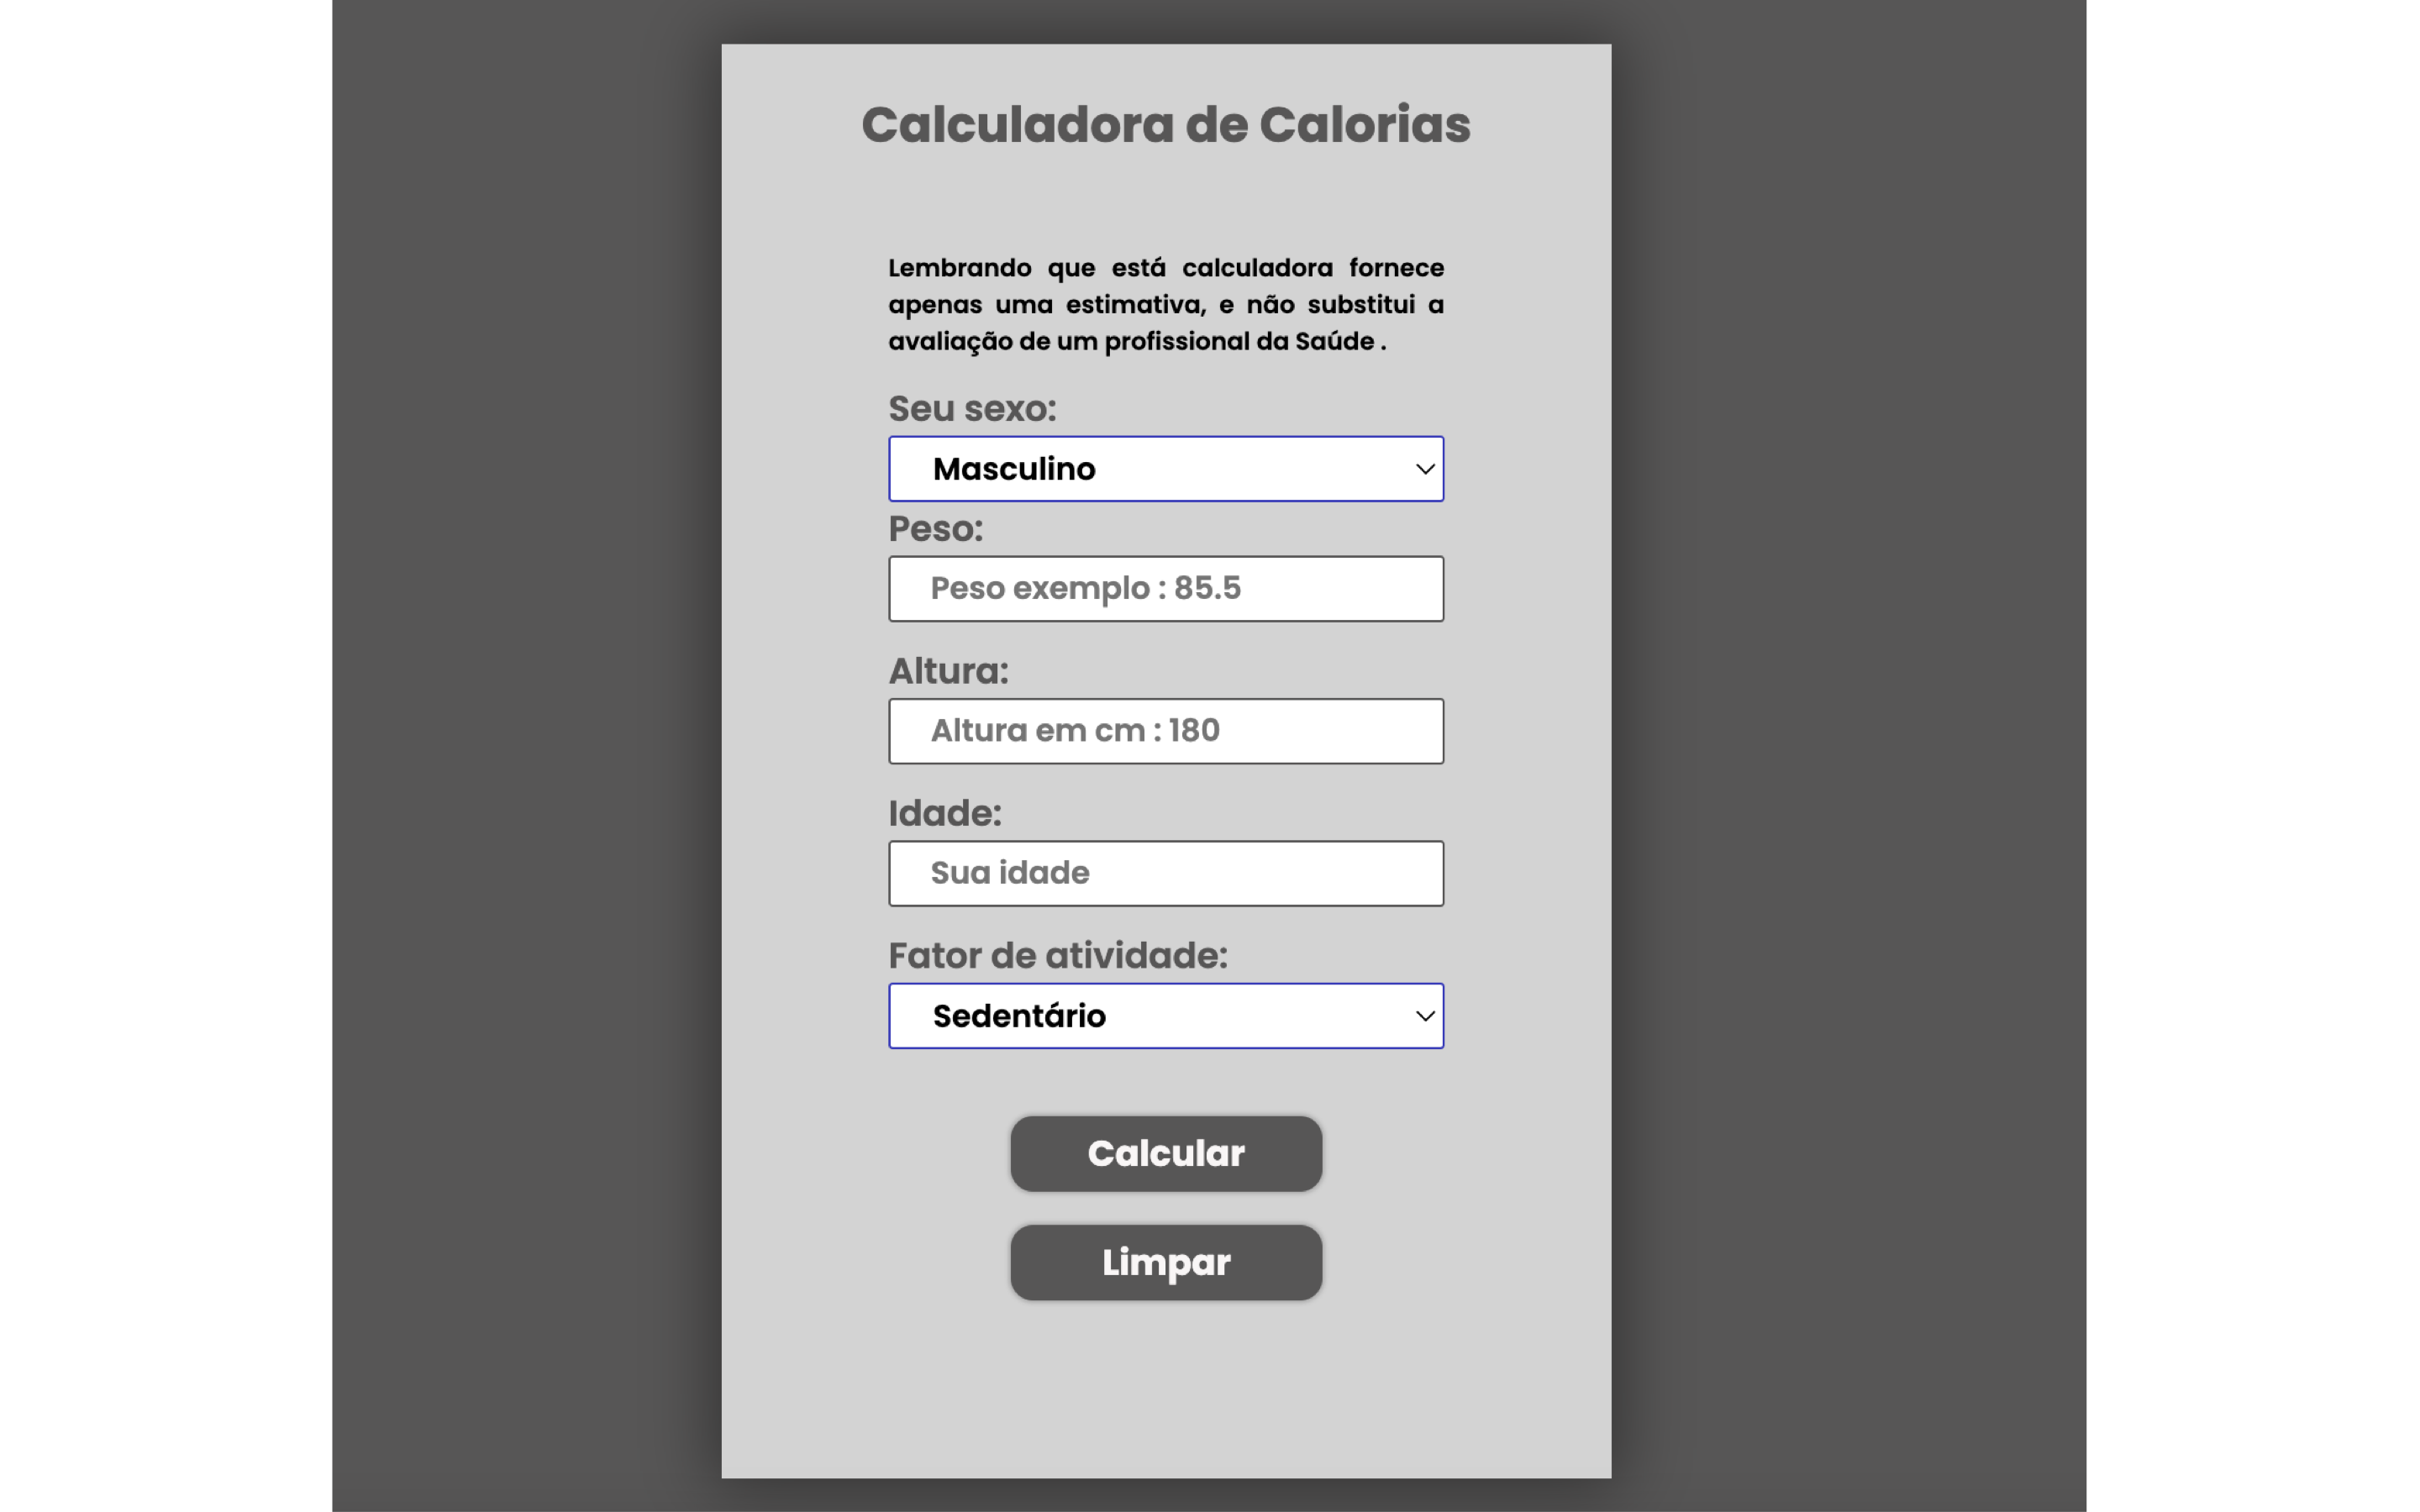 Calculadora de Calorias
Lembrando que está calculadora fornece
apenas uma estimativa, e não substitui a
avaliação de um profissional da Saúde .
Seu sexo:
Masculino
Peso:
Peso exemplo : 85.5
Altura:
Altura em cm : 180
Idade:
Sua idade
Fator de atividade:
Sedentário
Calcular
Limpar